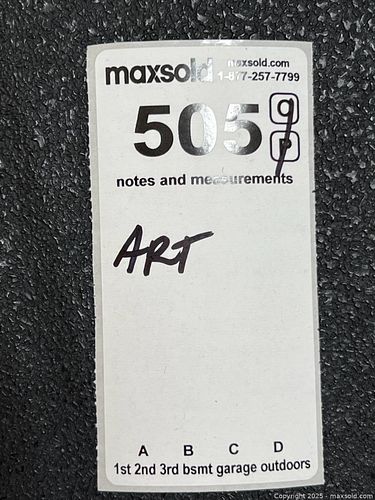 maxsold maxsold.com
1-877-257-7799
5059
notes and measurements
ART
A B C D
1st 2nd 3rd bsmt garage outdoors
Copyright 2025 - maxsold.com